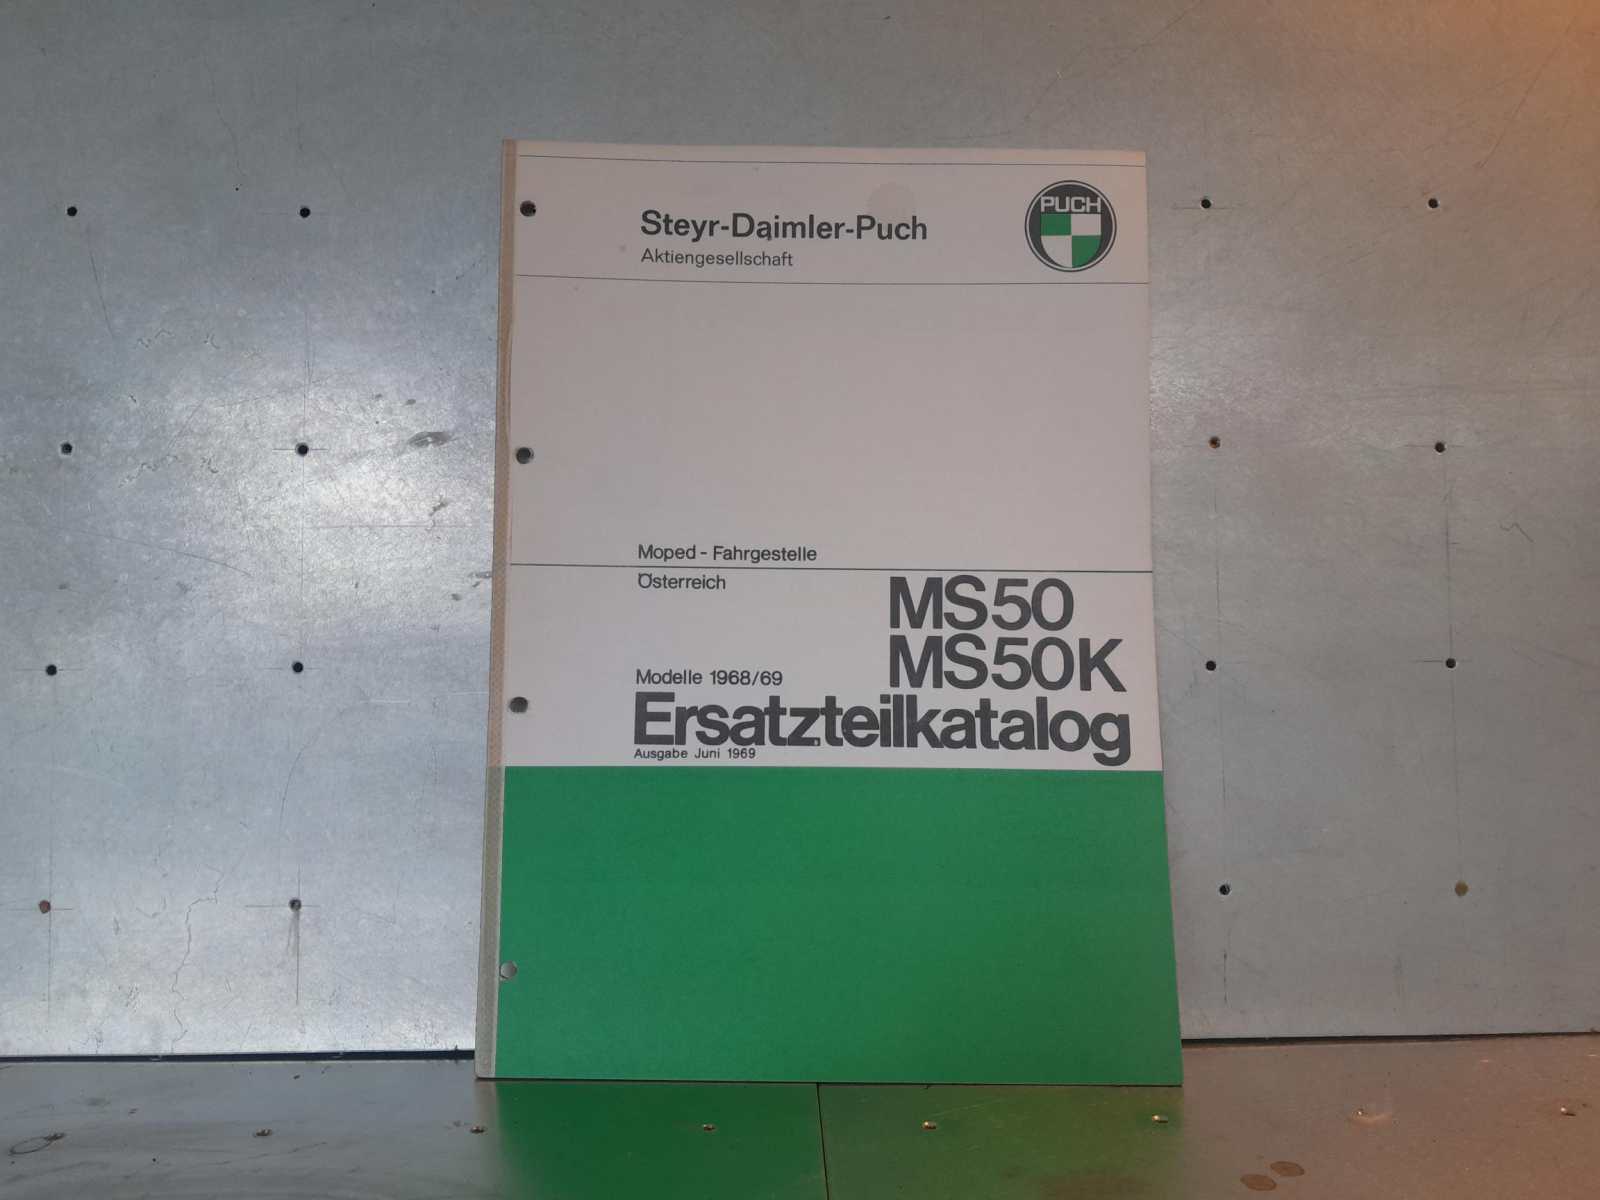 Steyr-Daimler-Puch
Aktiengesellschaft
PUCH
Moped - Fahrgestelle
Österreich
MS50
MS50K
Modelle 1968/69
Ersatzteilkatalog
Ausgabe Juni 1969